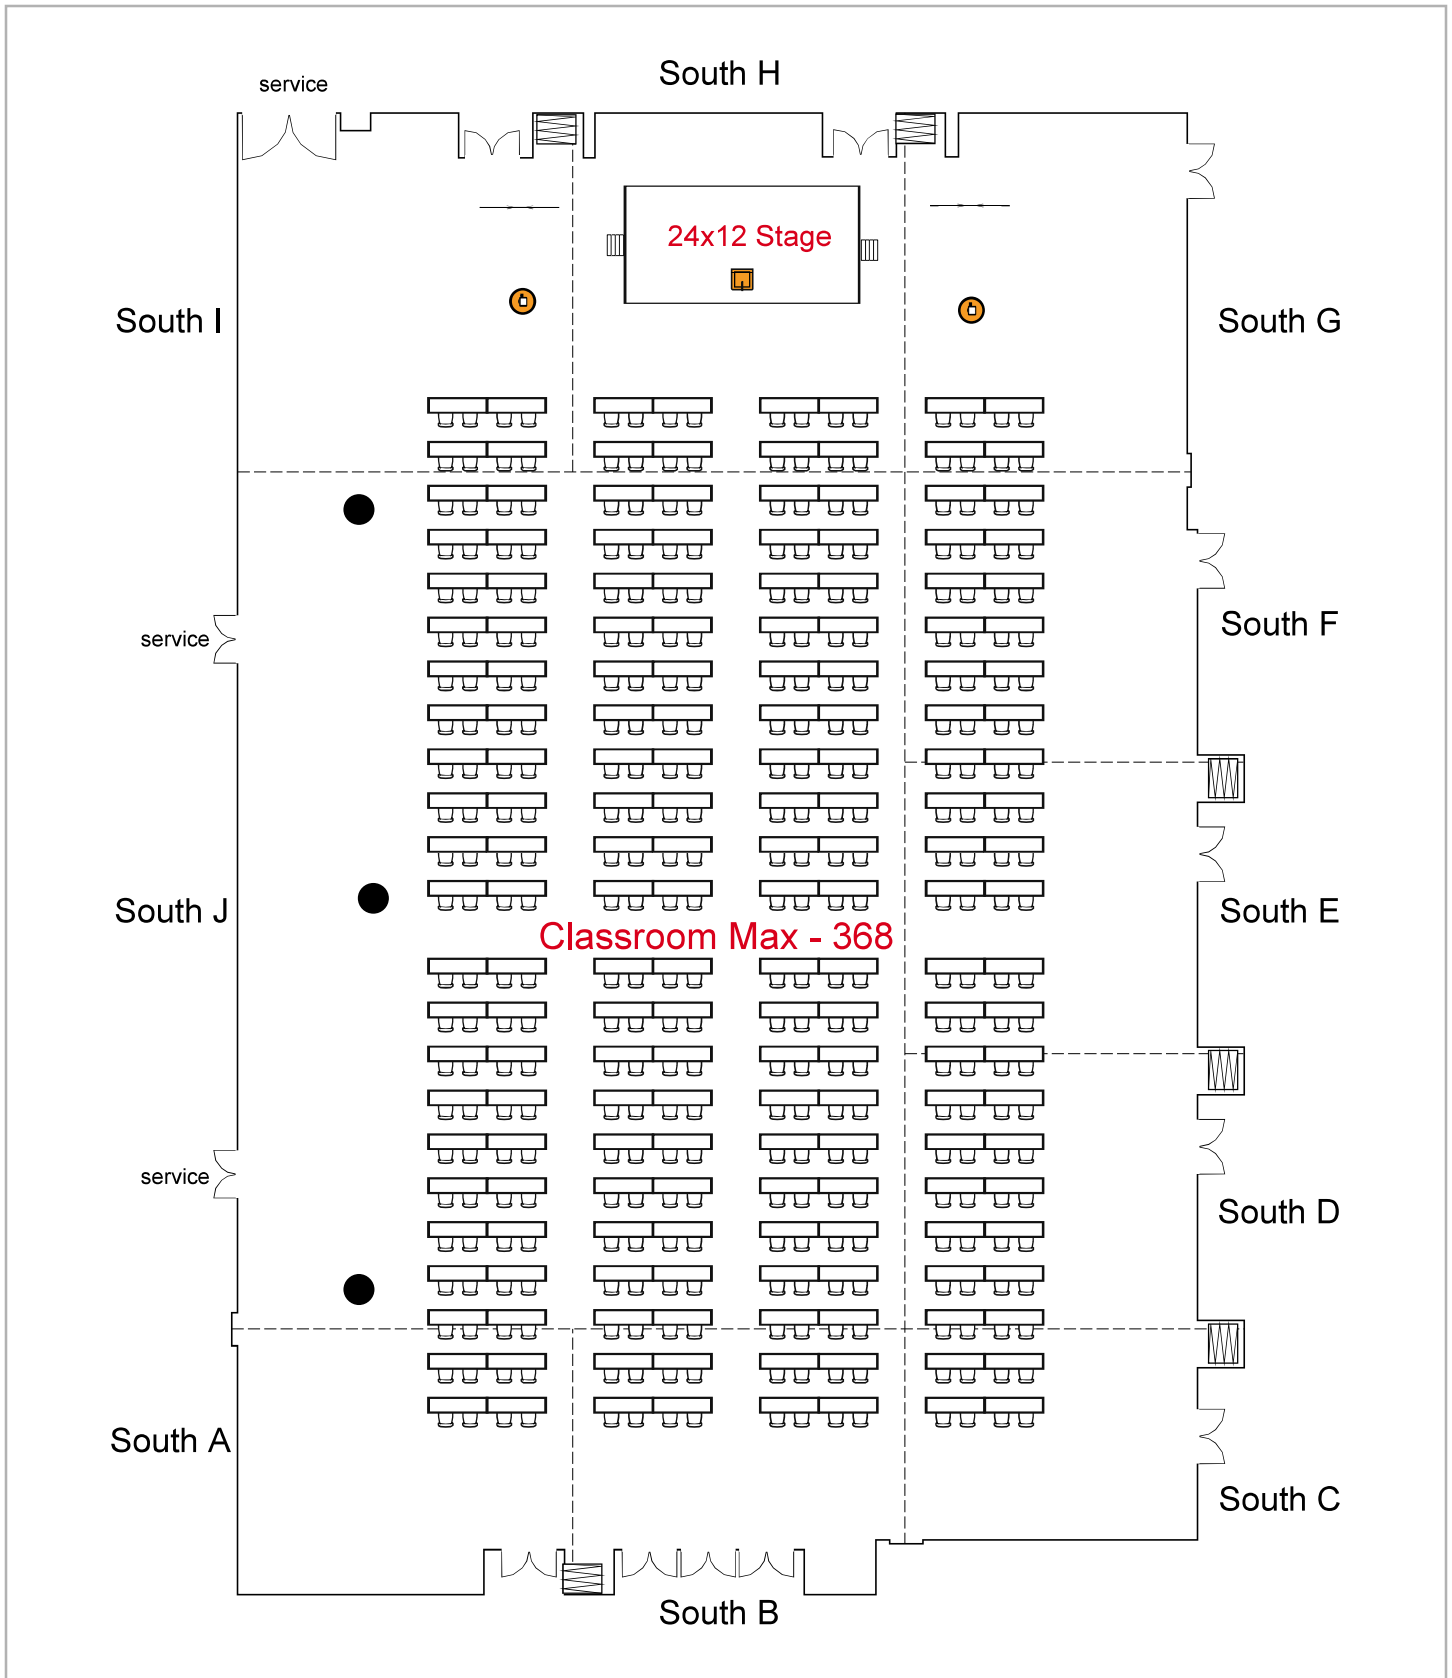 South H
service
24x12 Stage
South I
South G
South F
service
South J
South E
Classroom Max - 368
service
South D
South A
South C
South B